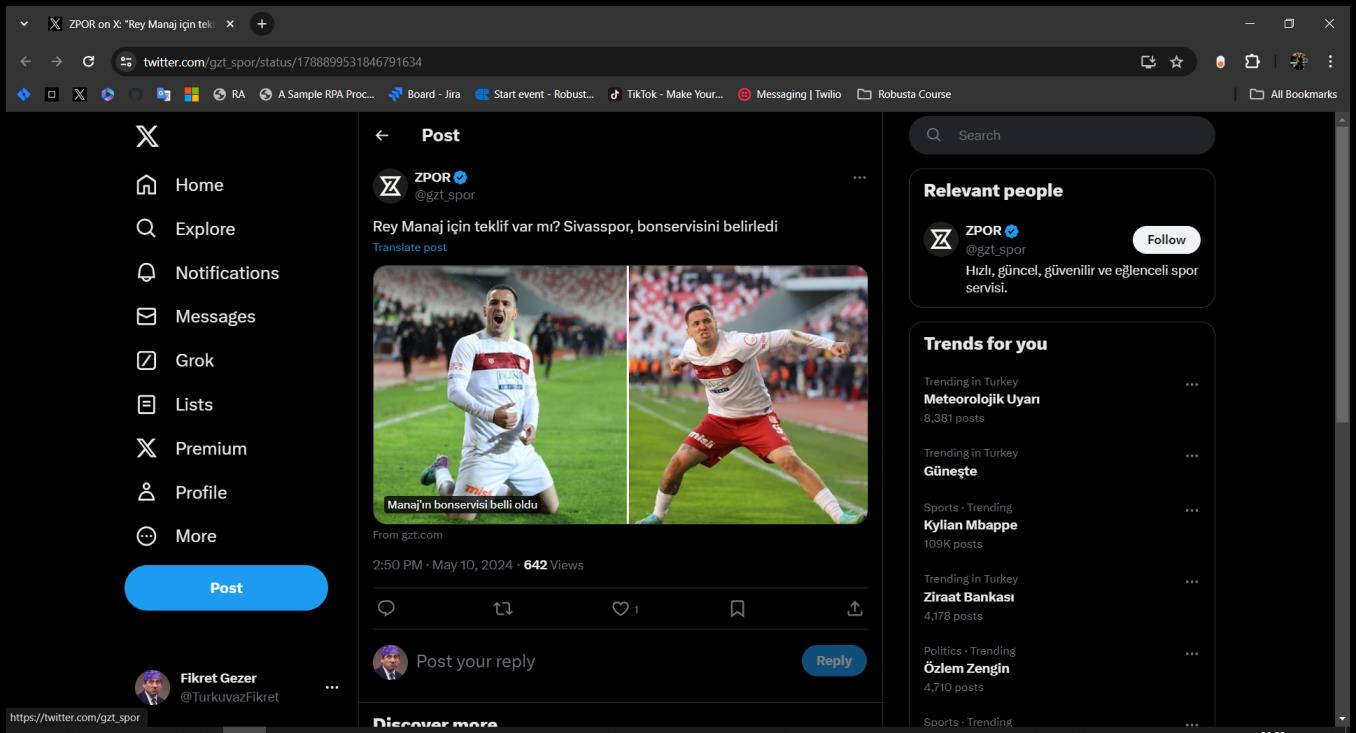 ZPOR on X: "Rey Manaj için tek
twitter.com/gzt_spor/status/1788899531846791634
RA
A Sample RPA Proc...
Board - Jira
Start event - Robust...
TikTok - Make Your...
Messaging | Twilio
Robusta Course
All Bookmarks
Home
Explore
Notifications
Messages
Grok
Lists
Premium
Profile
More
Post
Fikret Gezer
@TurkuvazFikret
https://twitter.com/gzt_spor
Post
ZPOR
@gzt_spor
Rey Manaj için teklif var mı? Sivasspor, bonservisini belirledi
Translate post
misli
Manaj'ın bonservisi belli oldu
From gzt.com
2:50 PM · May 10, 2024 · 642 Views
1
Post your reply
Reply
Discover more
Search
Relevant people
ZPOR
@gzt_spor
Follow
Hızlı, güncel, güvenilir ve eğlenceli spor
servisi.
Trends for you
Trending in Turkey
Meteorolojik Uyarı
8,381 posts
Trending in Turkey
Güneşte
Sports · Trending
Kylian Mbappe
109K posts
Trending in Turkey
Ziraat Bankası
4,178 posts
Politics · Trending
Özlem Zengin
4,710 posts
Sports · Trending